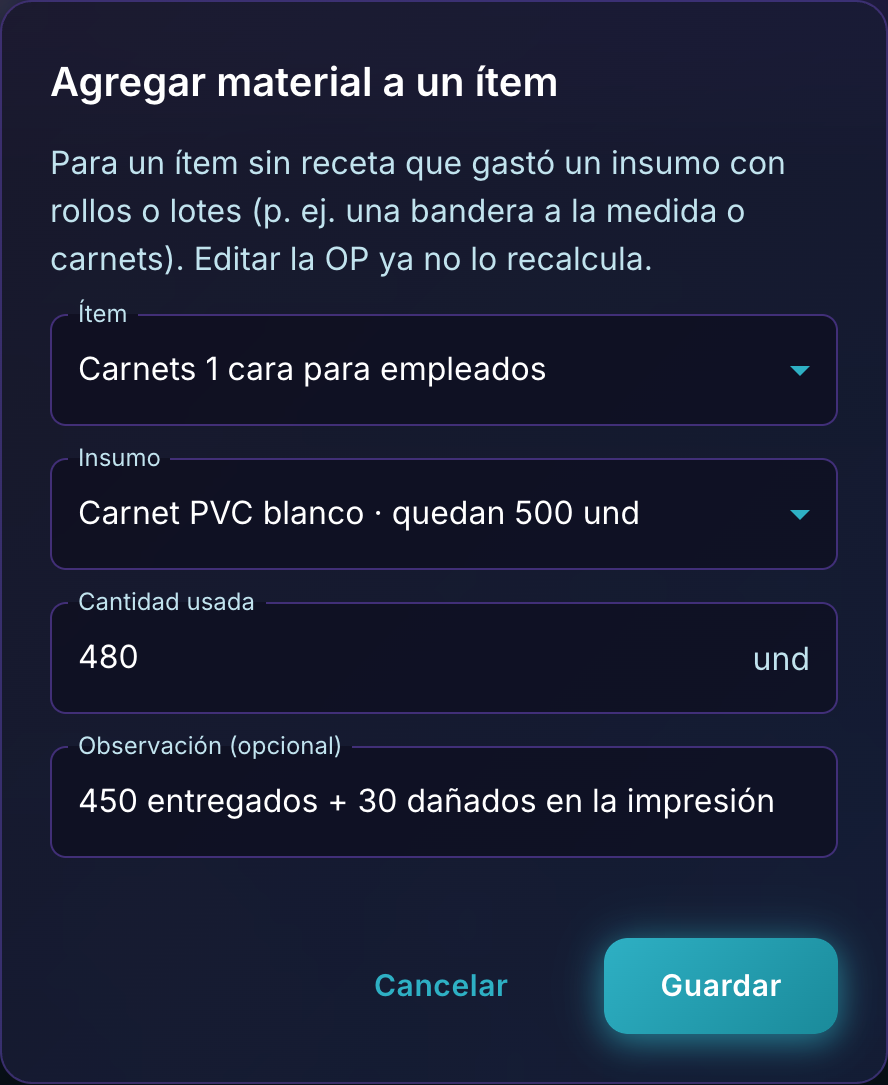 Agregar material a un ítem
Para un ítem sin receta que gastó un insumo con
rollos o lotes (p. ej. una bandera a la medida o
carnets). Editar la OP ya no lo recalcula.
Ítem
Carnets 1 cara para empleados
Insumo
Carnet PVC blanco · quedan 500 und
Cantidad usada
480 und
Observación (opcional)
450 entregados + 30 dañados en la impresión
Cancelar Guardar